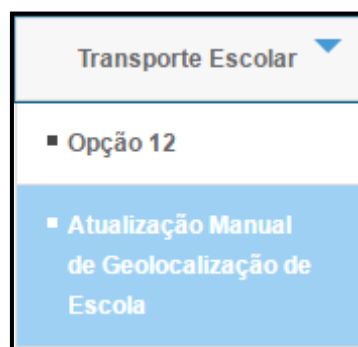 Transporte Escolar
Opção 12
Atualização Manual
de Geolocalização de
Escola